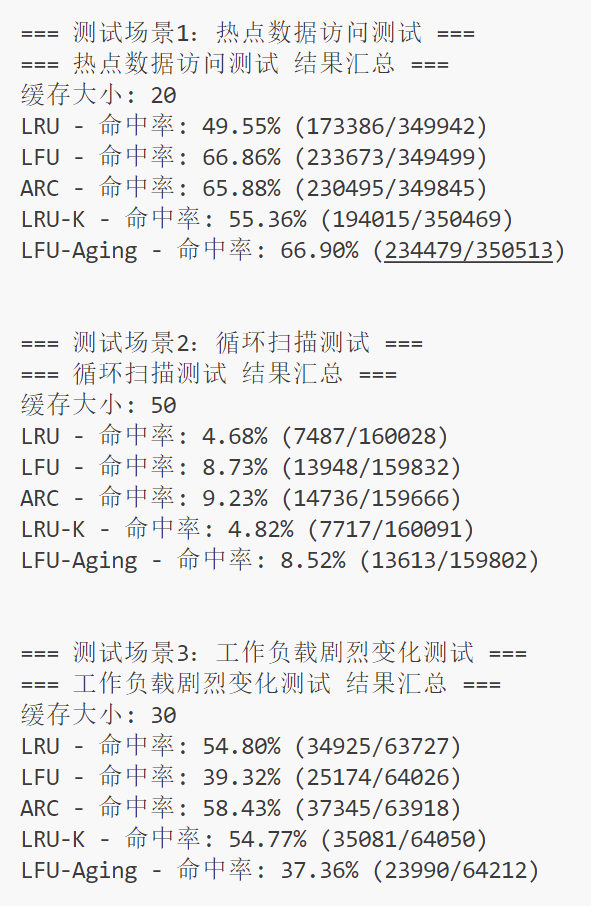 === 测试场景1：热点数据访问测试 ===
=== 热点数据访问测试 结果汇总 ===
缓存大小: 20
LRU - 命中率: 49.55% (173386/349942)
LFU - 命中率: 66.86% (233673/349499)
ARC - 命中率: 65.88% (230495/349845)
LRU-K - 命中率: 55.36% (194015/350469)
LFU-Aging - 命中率: 66.90% (234479/350513)
=== 测试场景2：循环扫描测试 ===
=== 循环扫描测试 结果汇总 ===
缓存大小: 50
LRU - 命中率: 4.68% (7487/160028)
LFU - 命中率: 8.73% (13948/159832)
ARC - 命中率: 9.23% (14736/159666)
LRU-K - 命中率: 4.82% (7717/160091)
LFU-Aging - 命中率: 8.52% (13613/159802)
=== 测试场景3：工作负载剧烈变化测试 ===
=== 工作负载剧烈变化测试 结果汇总 ===
缓存大小: 30
LRU - 命中率: 54.80% (34925/63727)
LFU - 命中率: 39.32% (25174/64026)
ARC - 命中率: 58.43% (37345/63918)
LRU-K - 命中率: 54.77% (35081/64050)
LFU-Aging - 命中率: 37.36% (23990/64212)